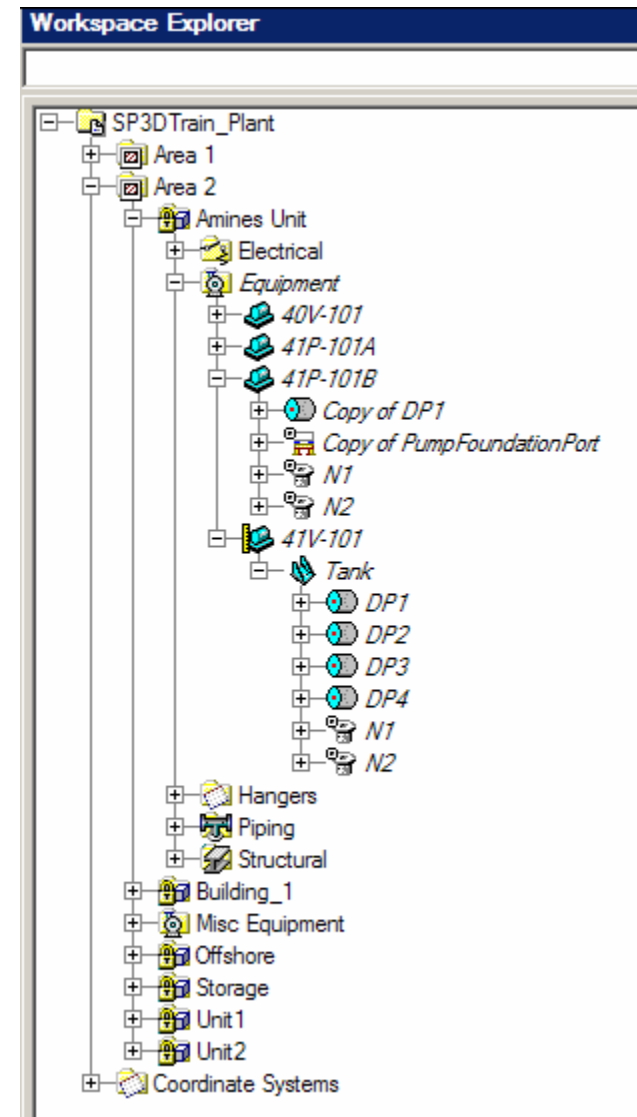 Workspace Explorer
SP3DTrain_Plant
Area 1
Area 2
Amines Unit
Electrical
Equipment
40V-101
41P-101A
41P-101B
Copy of DP1
Copy of PumpFoundationPort
N1
N2
41V-101
Tank
DP1
DP2
DP3
DP4
N1
N2
Hangers
Piping
Structural
Building_1
Misc Equipment
Offshore
Storage
Unit1
Unit2
Coordinate Systems